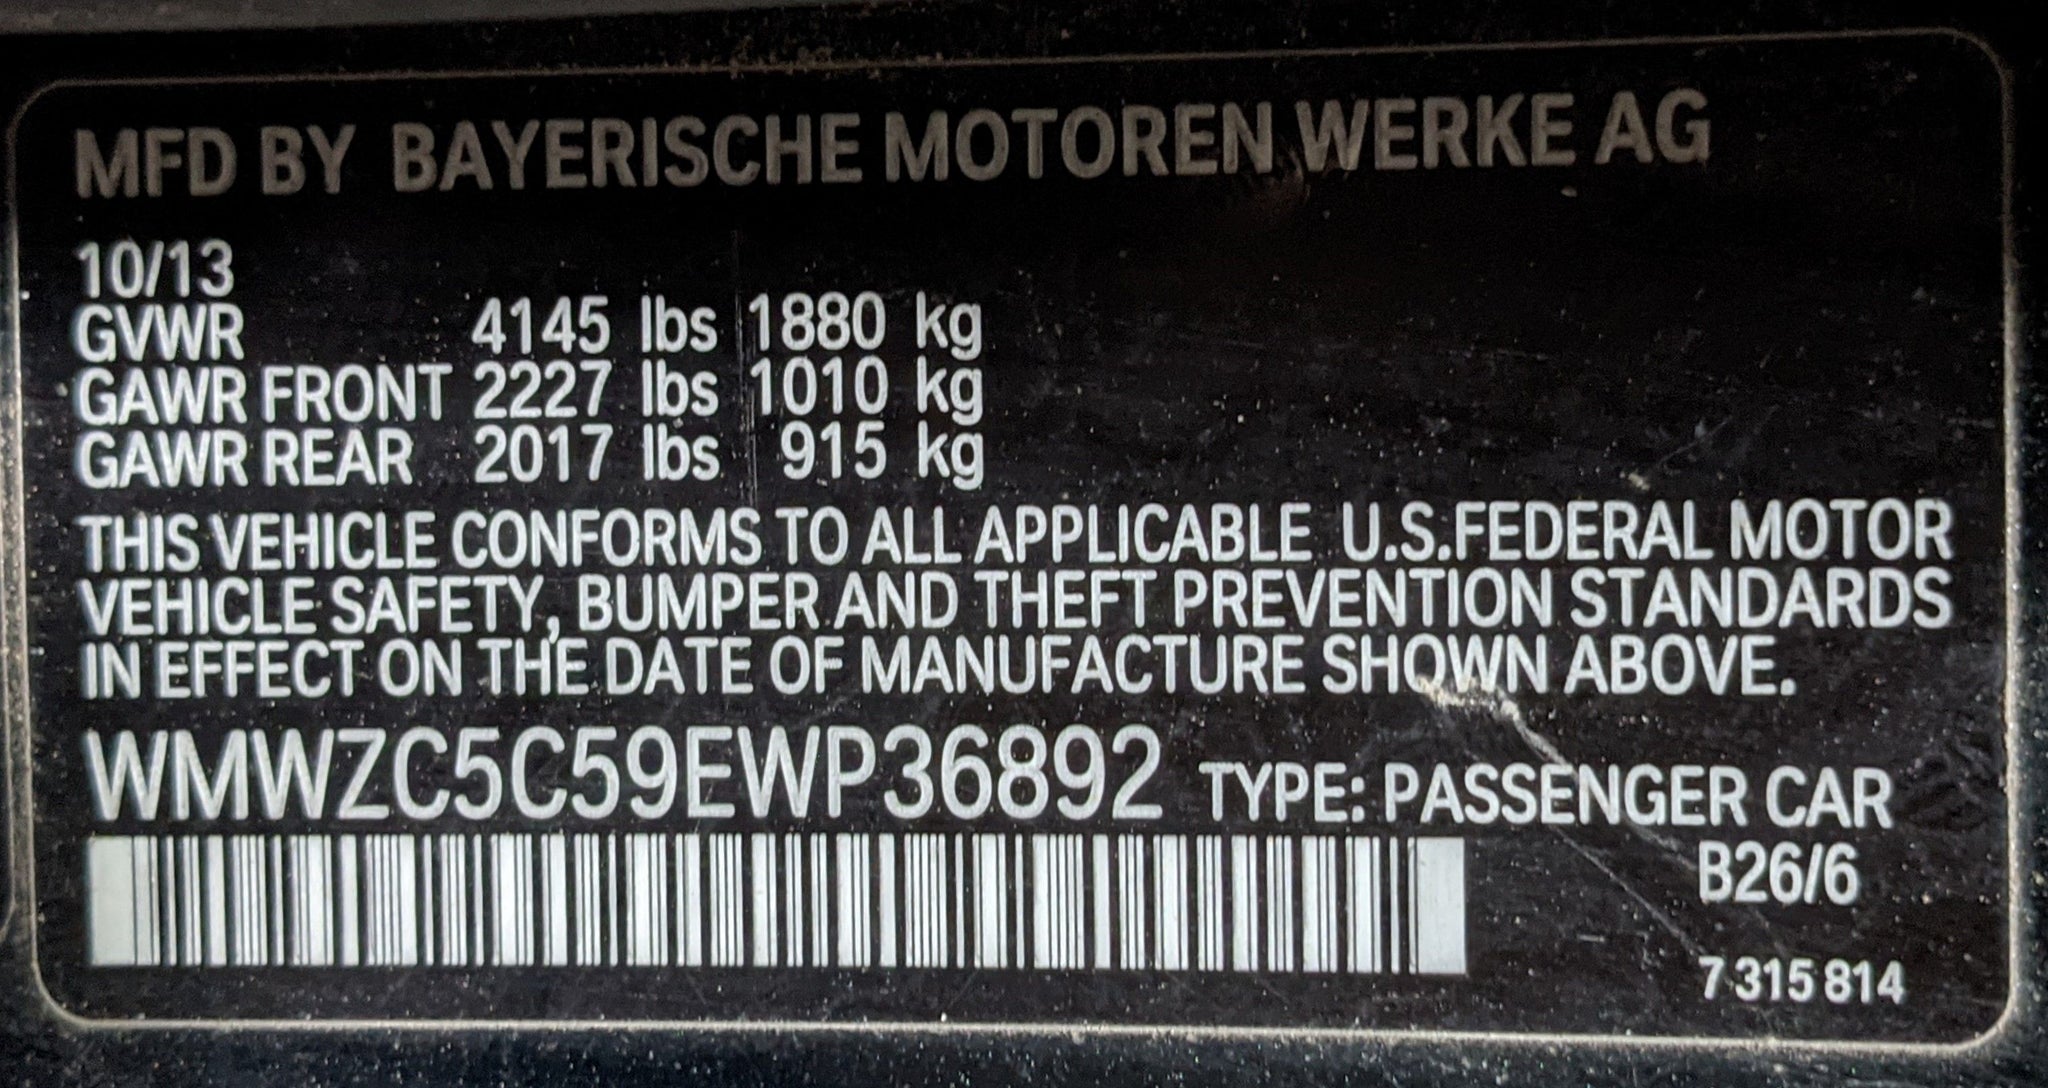 MFD BY BAYERISCHE MOTOREN WERKE AG
10/13
GVWR 4145 lbs 1880 kg
GAWR FRONT 2227 lbs 1010 kg
GAWR REAR 2017 lbs 915 kg
THIS VEHICLE CONFORMS TO ALL APPLICABLE U.S.FEDERAL MOTOR
VEHICLE SAFETY, BUMPER AND THEFT PREVENTION STANDARDS
IN EFFECT ON THE DATE OF MANUFACTURE SHOWN ABOVE.
WMWZC5C59EWP36892 TYPE: PASSENGER CAR
B26/6
7 315 814